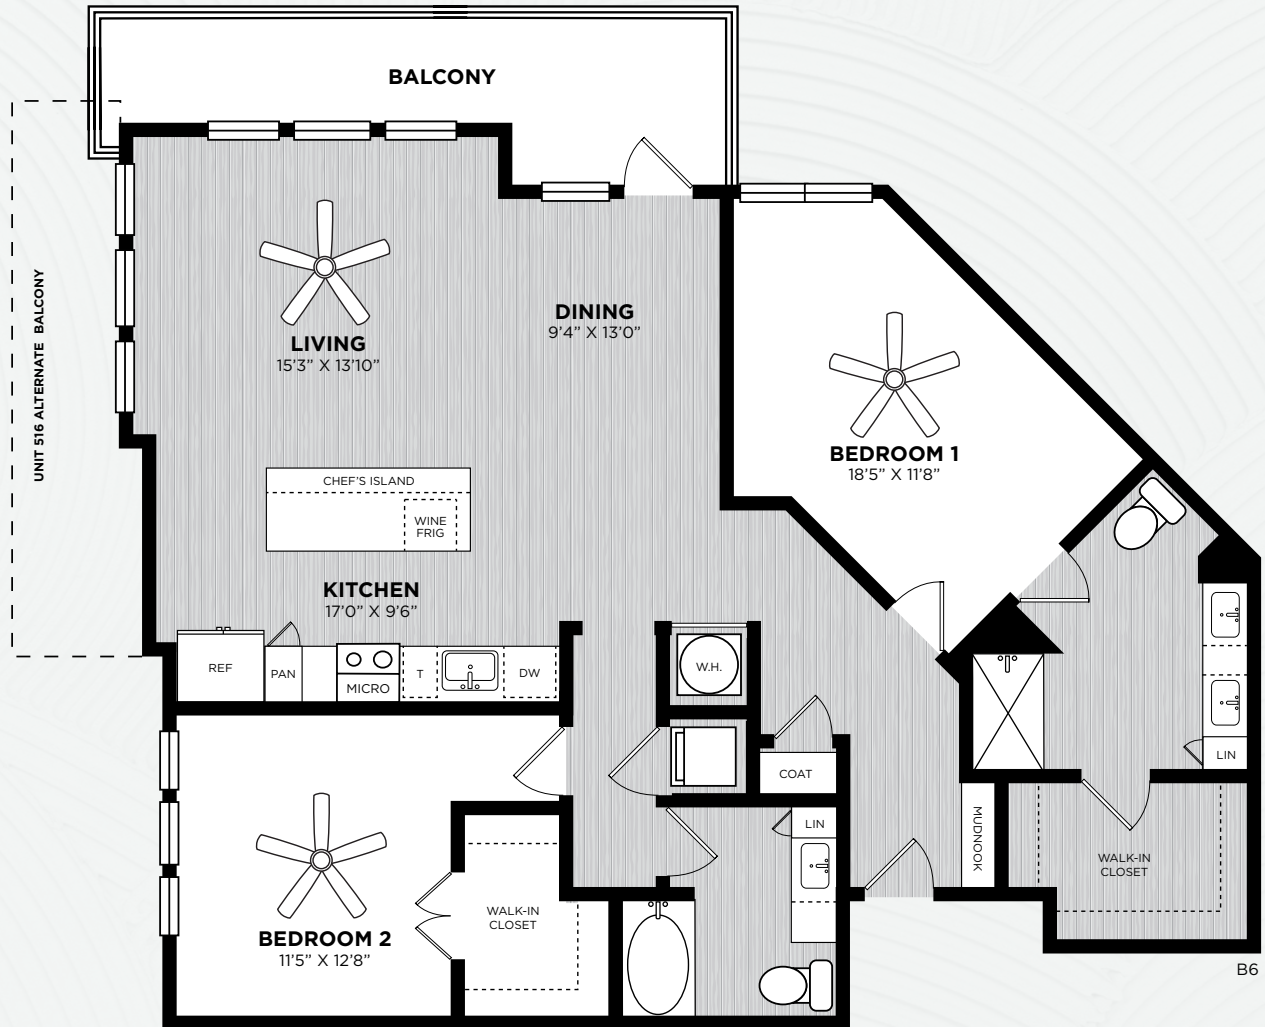 BALCONY
UNIT 516 ALTERNATE BALCONY
LIVING
15’3” X 13’10”
DINING
9’4” X 13’0”
BEDROOM 1
18’5” X 11’8”
CHEF’S ISLAND
WINE
FRIG
KITCHEN
17’0” X 9’6”
REF
PAN
MICRO
T
DW
W.H.
COAT
LIN
MUDNOOK
LIN
WALK-IN
CLOSET
WALK-IN
CLOSET
BEDROOM 2
11’5” X 12’8”
B6